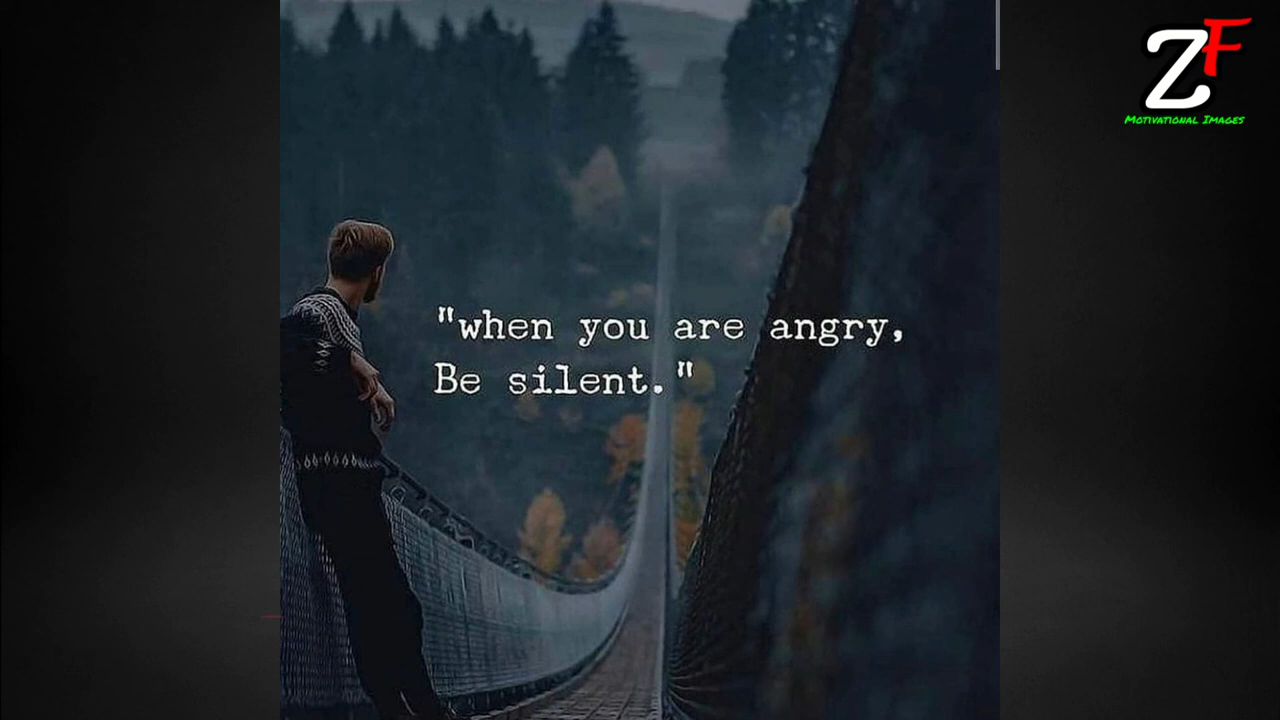 ZF
Motivational Images
"when you are angry,
Be silent."